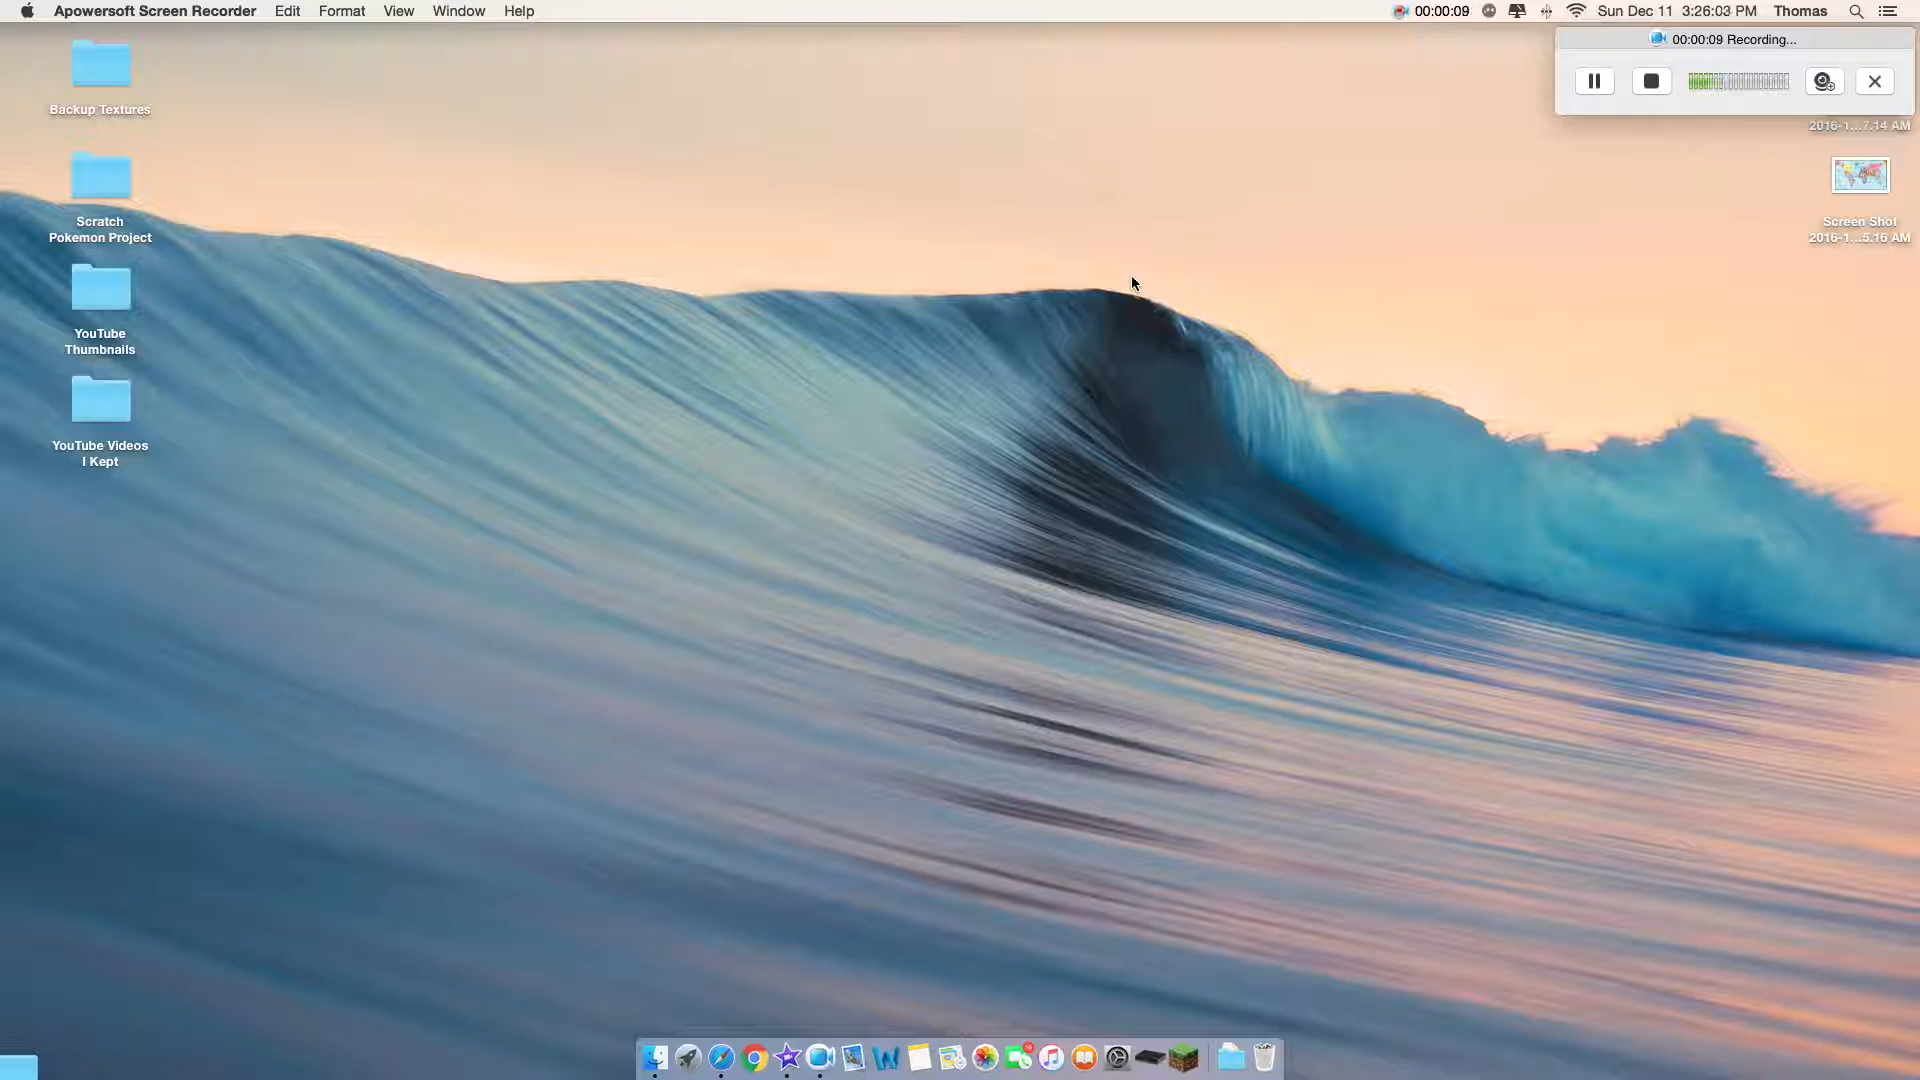 Apowersoft Screen Recorder Edit Format View Window Help 00:00:09 Sun Dec 11 3:26:03 PM Thomas
00:00:09 Recording...
Backup Textures
2016-1...7.14 AM
Scratch
Pokemon Project
Screen Shot
2016-1...5.16 AM
YouTube
Thumbnails
YouTube Videos
I Kept